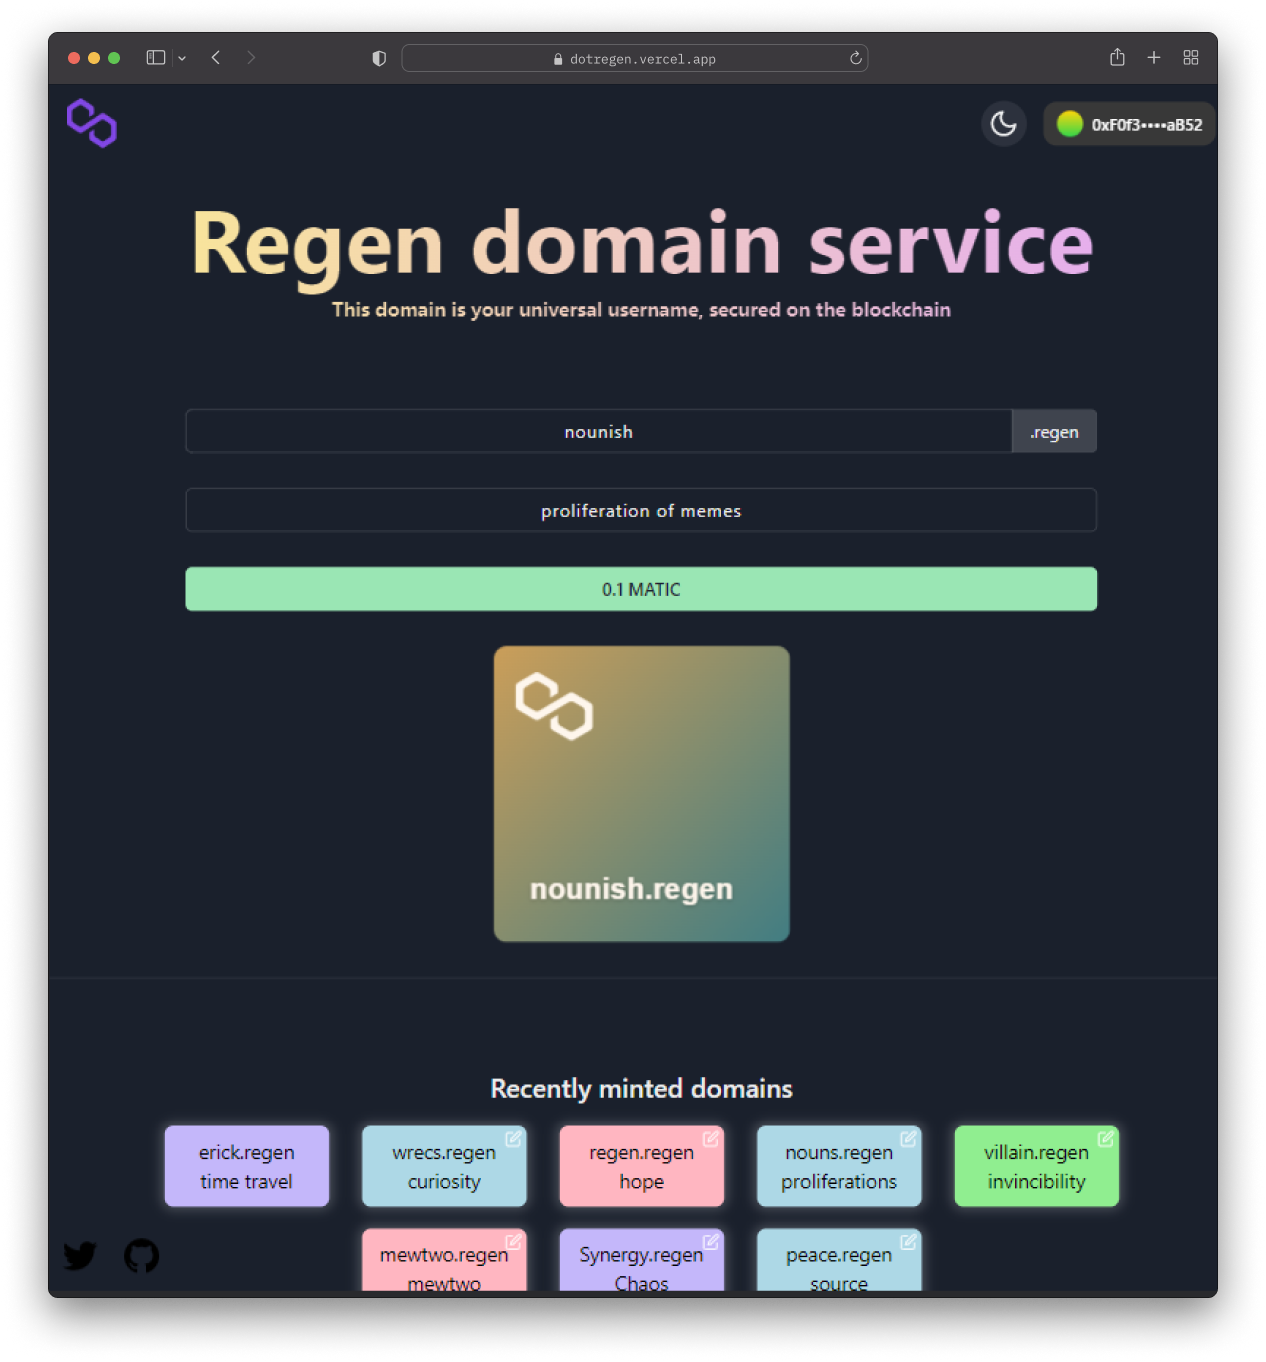 dotregen.vercel.app
0xF0f3••••aB52
Regen domain service
This domain is your universal username, secured on the blockchain
nounish
.regen
proliferation of memes
0.1 MATIC
nounish.regen
Recently minted domains
erick.regen
time travel
wrecs.regen
curiosity
regen.regen
hope
nouns.regen
proliferations
villain.regen
invincibility
mewtwo.regen
mewtwo
Synergy.regen
Chaos
peace.regen
source